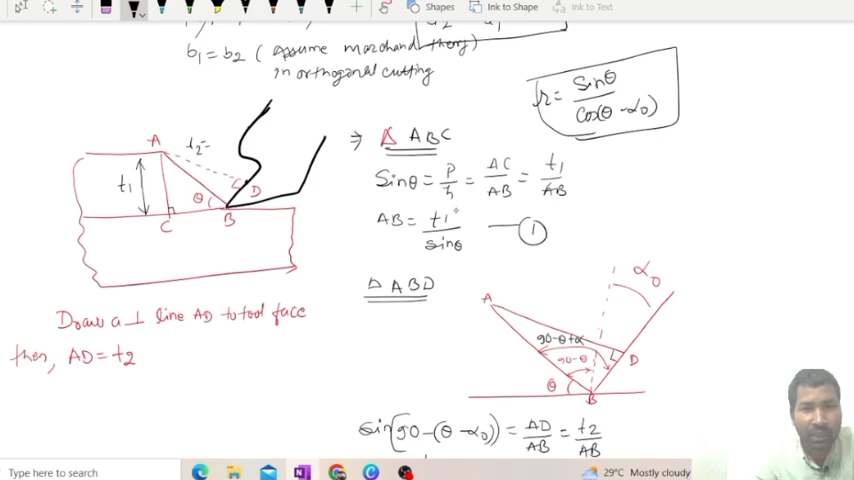 Shapes
Ink to Shape
Ink to Text
b1 = b2 ( Assume marchand theory)
in orthogonal cutting
r = Sinθ / cos(θ - α0)
A
t2=
t1
θ
D
C
B
⇒ Δ ABC
Sinθ = P/h = AC/AB = t1/AB
AB = t1/sinθ — 1
Δ ABD
Draw a ⊥ line AD to tool face
then, AD = t2
α0
A
90-θ+α
90-θ
θ
D
B
sin(90-(θ-α0)) = AD/AB = t2/AB
Type here to search
29°C Mostly cloudy